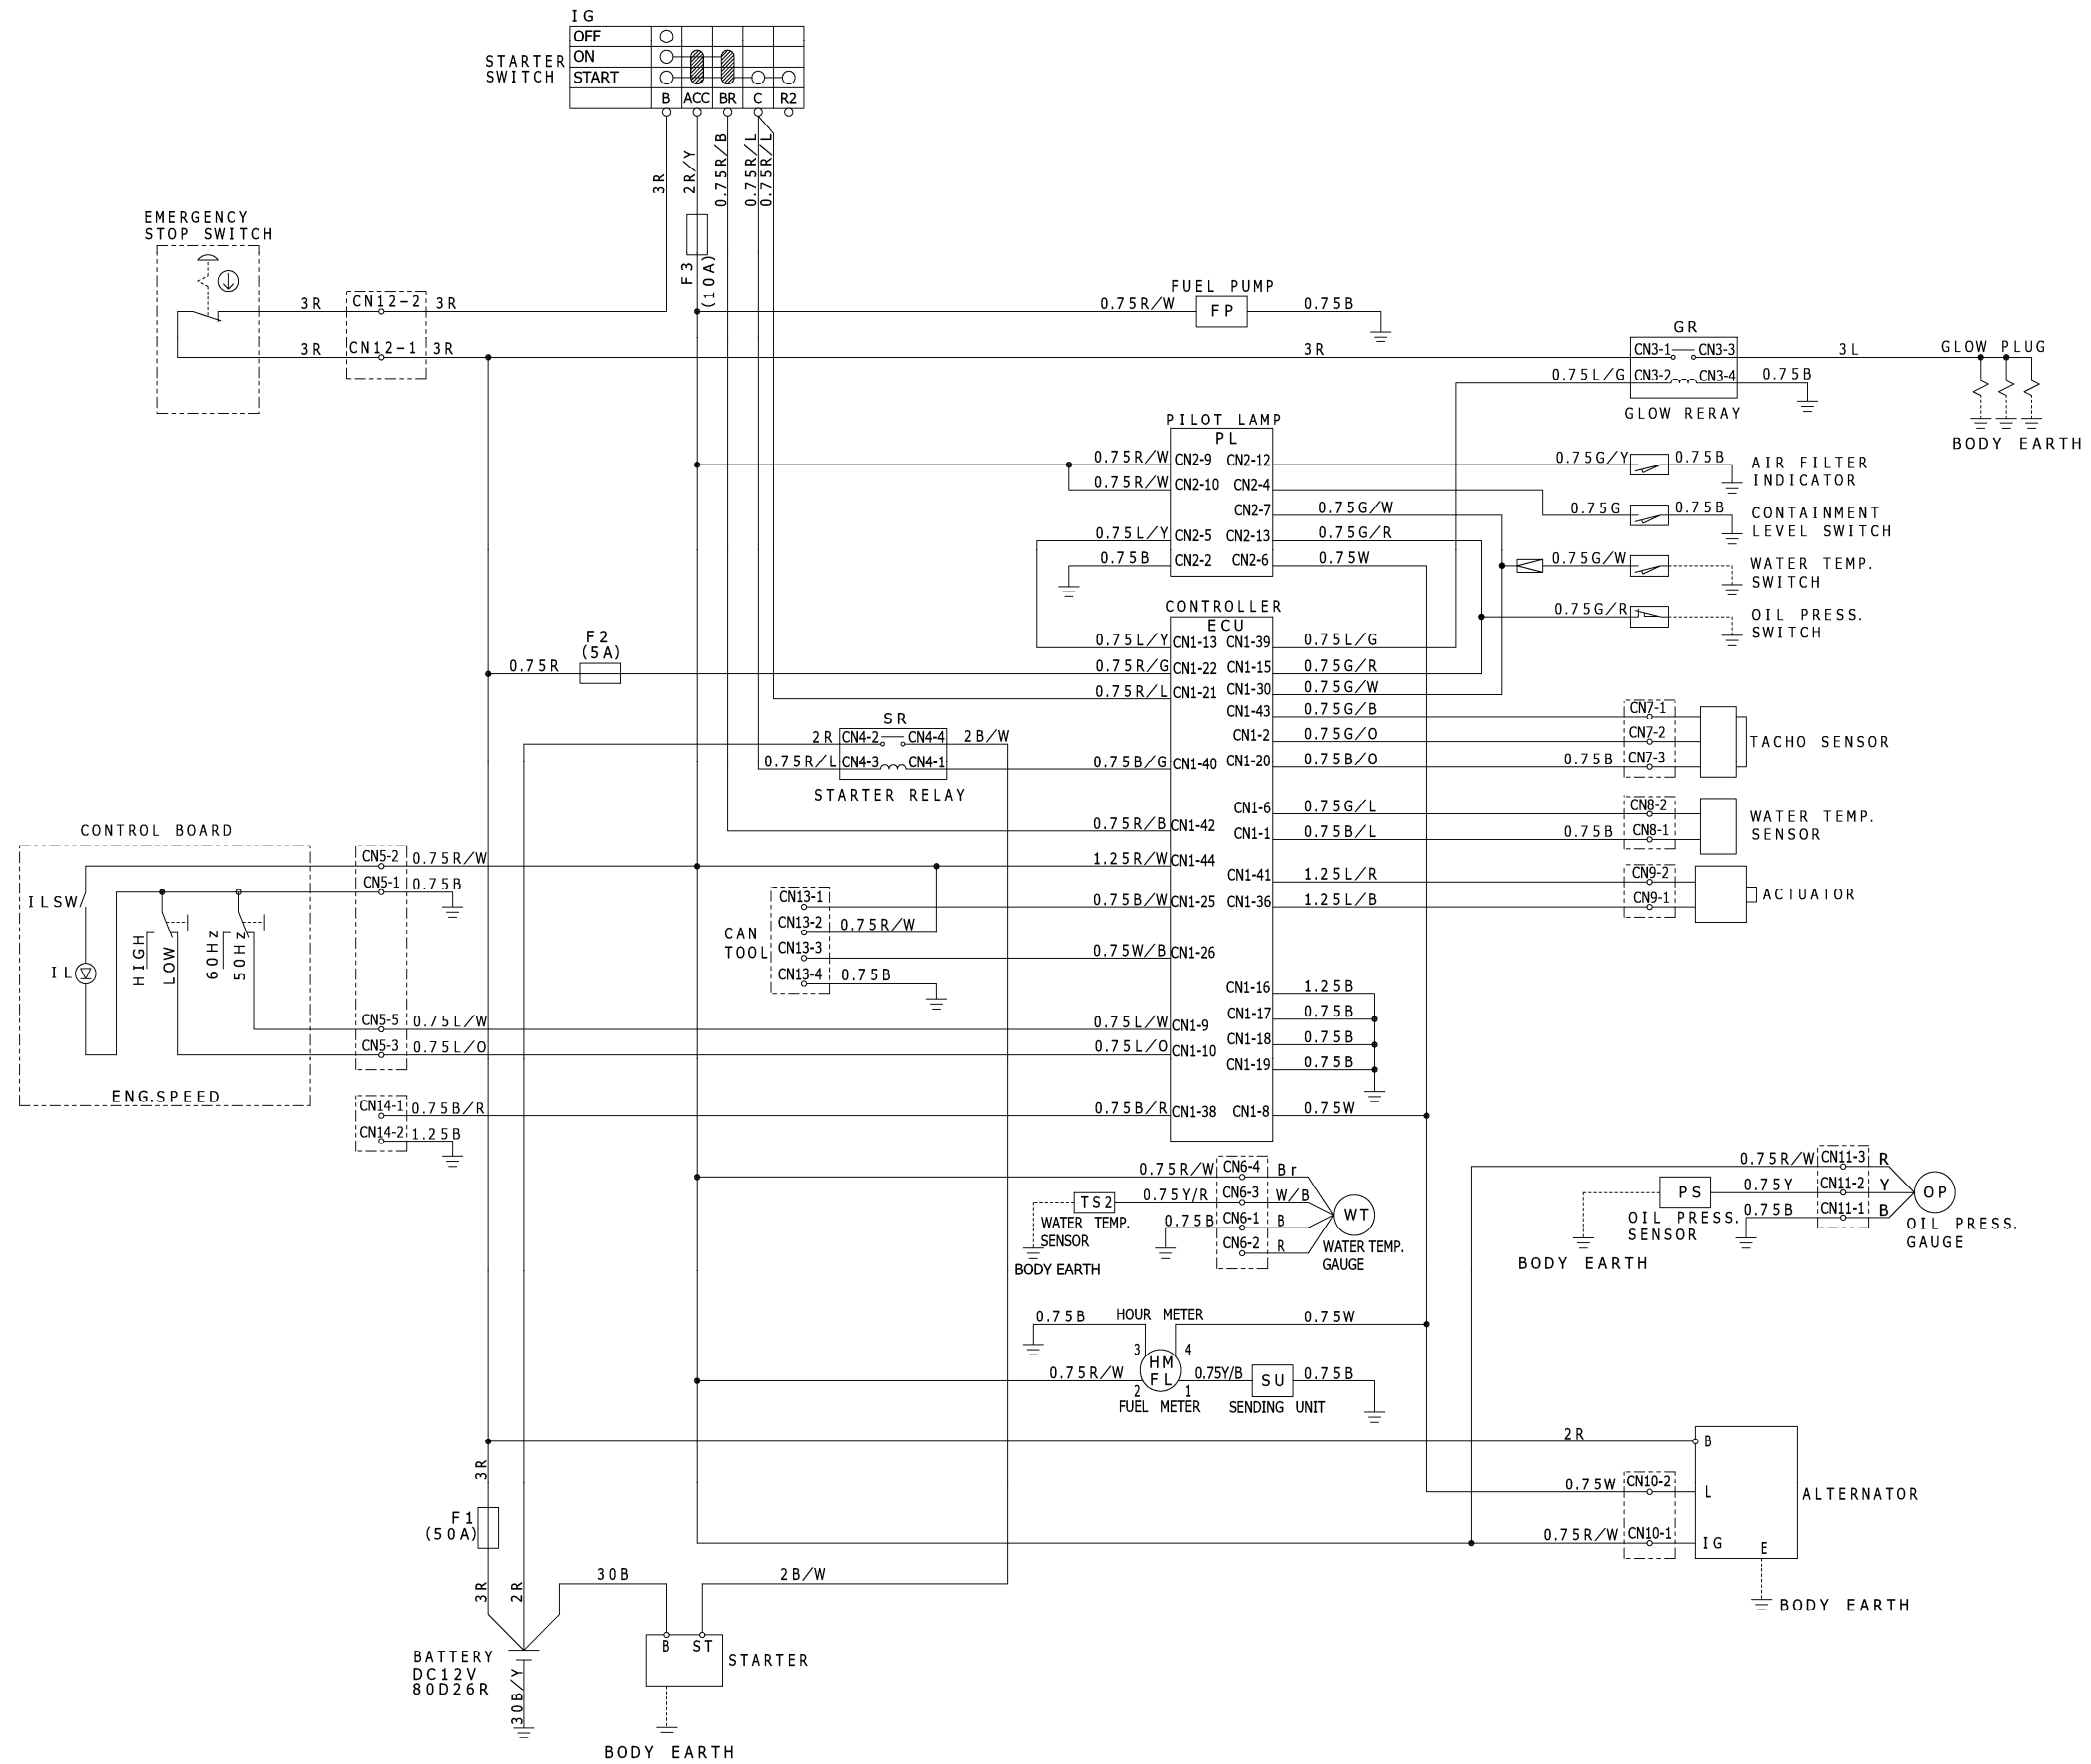 IG
OFF
ON
START
STARTER
SWITCH
B ACC BR C R2
3R
2R/Y
0.75R/B
0.75R/L
0.75R/L
F3
(10A)
EMERGENCY
STOP SWITCH
3R CN12-2 3R
3R CN12-1 3R
FUEL PUMP
0.75R/W FP 0.75B
3R
GR
CN3-1 CN3-3
3L
GLOW PLUG
0.75L/G CN3-2 CN3-4 0.75B
GLOW RERAY
BODY EARTH
PILOT LAMP
PL
0.75R/W CN2-9 CN2-12
0.75G/Y 0.75B
AIR FILTER
INDICATOR
0.75R/W CN2-10 CN2-4
0.75G 0.75B
CONTAINMENT
LEVEL SWITCH
CN2-7 0.75G/W
0.75L/Y CN2-5 CN2-13 0.75G/R
0.75B CN2-2 CN2-6 0.75W
0.75G/W
WATER TEMP.
SWITCH
0.75G/R
OIL PRESS.
SWITCH
CONTROLLER
ECU
0.75L/Y CN1-13 CN1-39 0.75L/G
F2
(5A)
0.75R
0.75R/G CN1-22 CN1-15 0.75G/R
0.75R/L CN1-21 CN1-30 0.75G/W
CN1-43 0.75G/B CN7-1
CN1-2 0.75G/O CN7-2
TACHO SENSOR
CN1-20 0.75B/O 0.75B CN7-3
SR
2R CN4-2 CN4-4 2B/W
0.75R/L CN4-3 CN4-1 0.75B/G CN1-40
STARTER RELAY
CN1-6 0.75G/L CN8-2
CN1-1 0.75B/L 0.75B CN8-1
WATER TEMP.
SENSOR
0.75R/B CN1-42
CONTROL BOARD
CN5-2 0.75R/W
1.25R/W CN1-44
CN5-1 0.75B
CN1-41 1.25L/R CN9-2
CN1-36 1.25L/B CN9-1
ACTUATOR
ILSW
IL
HIGH
LOW
60Hz
50Hz
CAN
TOOL
CN13-1 0.75B/W CN1-25
CN13-2 0.75R/W
CN13-3 0.75W/B CN1-26
CN13-4 0.75B
CN1-16 1.25B
CN1-17 0.75B
CN1-18 0.75B
CN1-19 0.75B
CN5-5 0.75L/W 0.75L/W CN1-9
CN5-3 0.75L/O 0.75L/O CN1-10
ENG.SPEED
CN14-1 0.75B/R 0.75B/R CN1-38 CN1-8 0.75W
CN14-2 1.25B
0.75R/W CN6-4 Br
TS2 0.75Y/R CN6-3 W/B
0.75B CN6-1 B
CN6-2 R
WT
WATER TEMP.
SENSOR
BODY EARTH
WATER TEMP.
GAUGE
0.75R/W CN11-3 R
PS 0.75Y CN11-2 Y
0.75B CN11-1 B
OP
OIL PRESS.
SENSOR
BODY EARTH
OIL PRESS.
GAUGE
0.75B HOUR METER 0.75W
3 4
HM
FL
0.75R/W 0.75Y/B SU 0.75B
2 1
FUEL METER SENDING UNIT
2R B
0.75W CN10-2 L
ALTERNATOR
0.75R/W CN10-1 IG
E
BODY EARTH
3R
F1
(50A)
3R
2R
30B 2B/W
B ST
STARTER
BODY EARTH
BATTERY
DC12V
80D26R
30B/Y